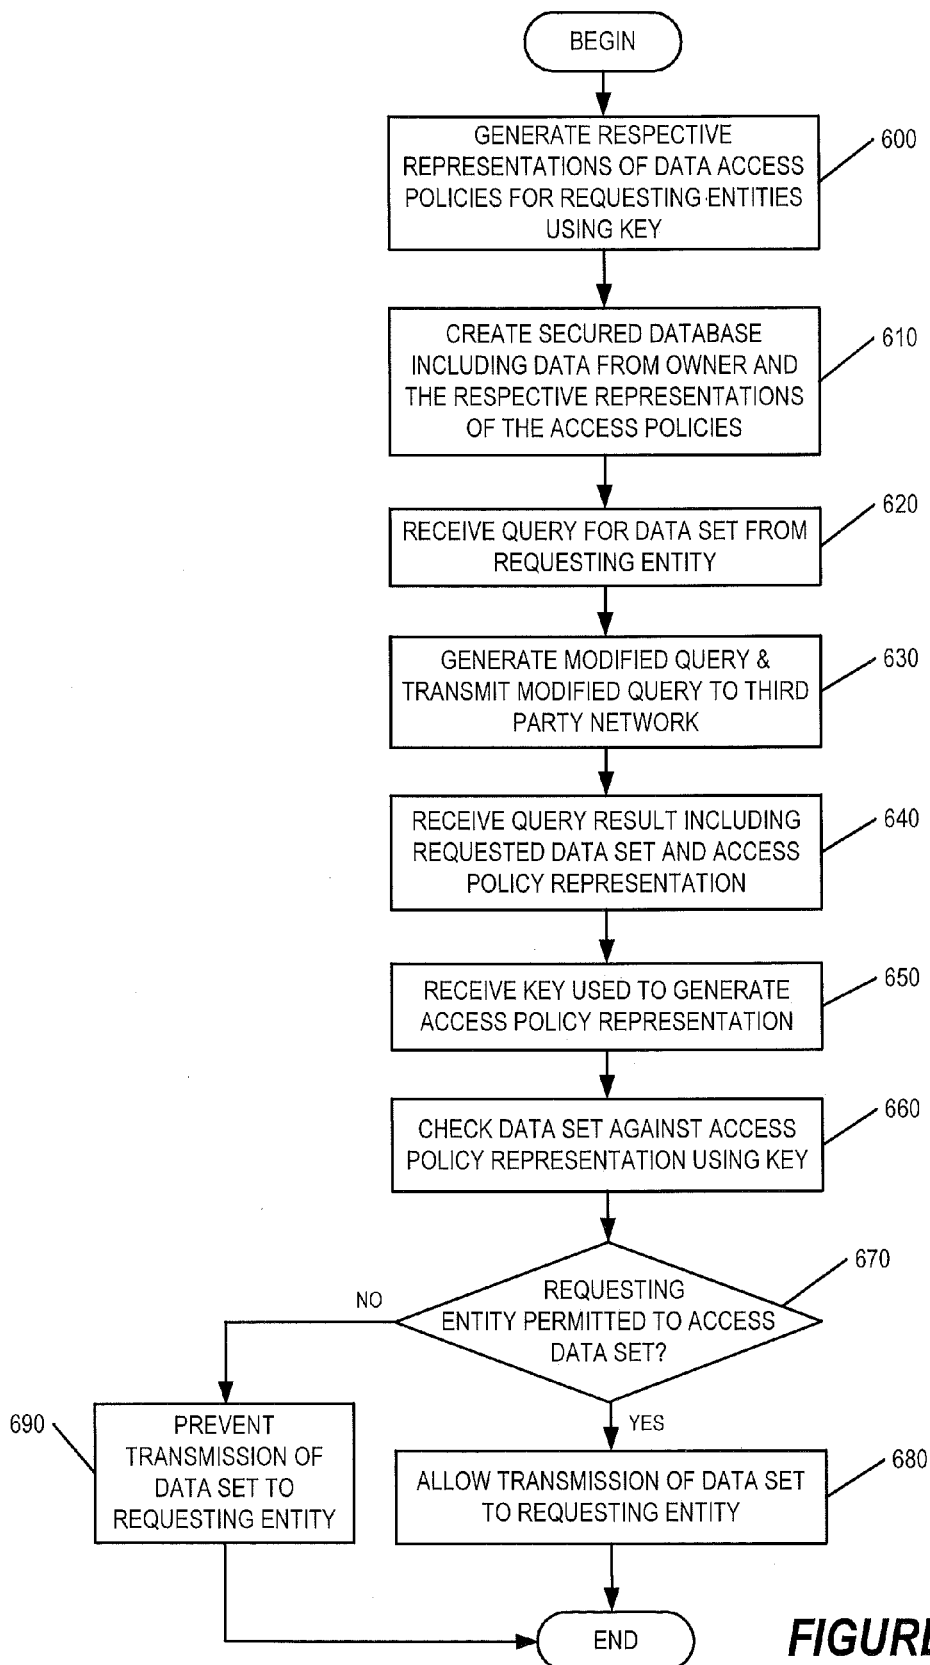 BEGIN
GENERATE RESPECTIVE
REPRESENTATIONS OF DATA ACCESS
POLICIES FOR REQUESTING ENTITIES
USING KEY
600
CREATE SECURED DATABASE
INCLUDING DATA FROM OWNER AND
THE RESPECTIVE REPRESENTATIONS
OF THE ACCESS POLICIES
610
RECEIVE QUERY FOR DATA SET FROM
REQUESTING ENTITY
620
GENERATE MODIFIED QUERY &
TRANSMIT MODIFIED QUERY TO THIRD
PARTY NETWORK
630
RECEIVE QUERY RESULT INCLUDING
REQUESTED DATA SET AND ACCESS
POLICY REPRESENTATION
640
RECEIVE KEY USED TO GENERATE
ACCESS POLICY REPRESENTATION
650
CHECK DATA SET AGAINST ACCESS
POLICY REPRESENTATION USING KEY
660
REQUESTING
ENTITY PERMITTED TO ACCESS
DATA SET?
670
NO
YES
PREVENT
TRANSMISSION OF
DATA SET TO
REQUESTING ENTITY
690
ALLOW TRANSMISSION OF DATA SET
TO REQUESTING ENTITY
680
END
FIGURE